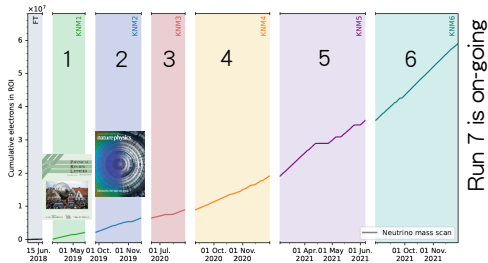 ×10⁷
FT
KNM1
KNM2
KNM3
KNM4
KNM5
KNM6
1
2
3
4
5
6
Cumulative electrons in ROI
6
5
4
3
2
1
0
nature physics
Physical
Review
Letters
Neutrino mass scan
15 Jun. 2018
01 May 2019
01 Oct. 2019
01 Nov. 2019
01 Jul. 2020
01 Oct. 2020
01 Nov. 2020
01 Apr. 2021
01 May 2021
01 Jun. 2021
01 Oct. 2021
01 Nov. 2021
Run 7 is on-going